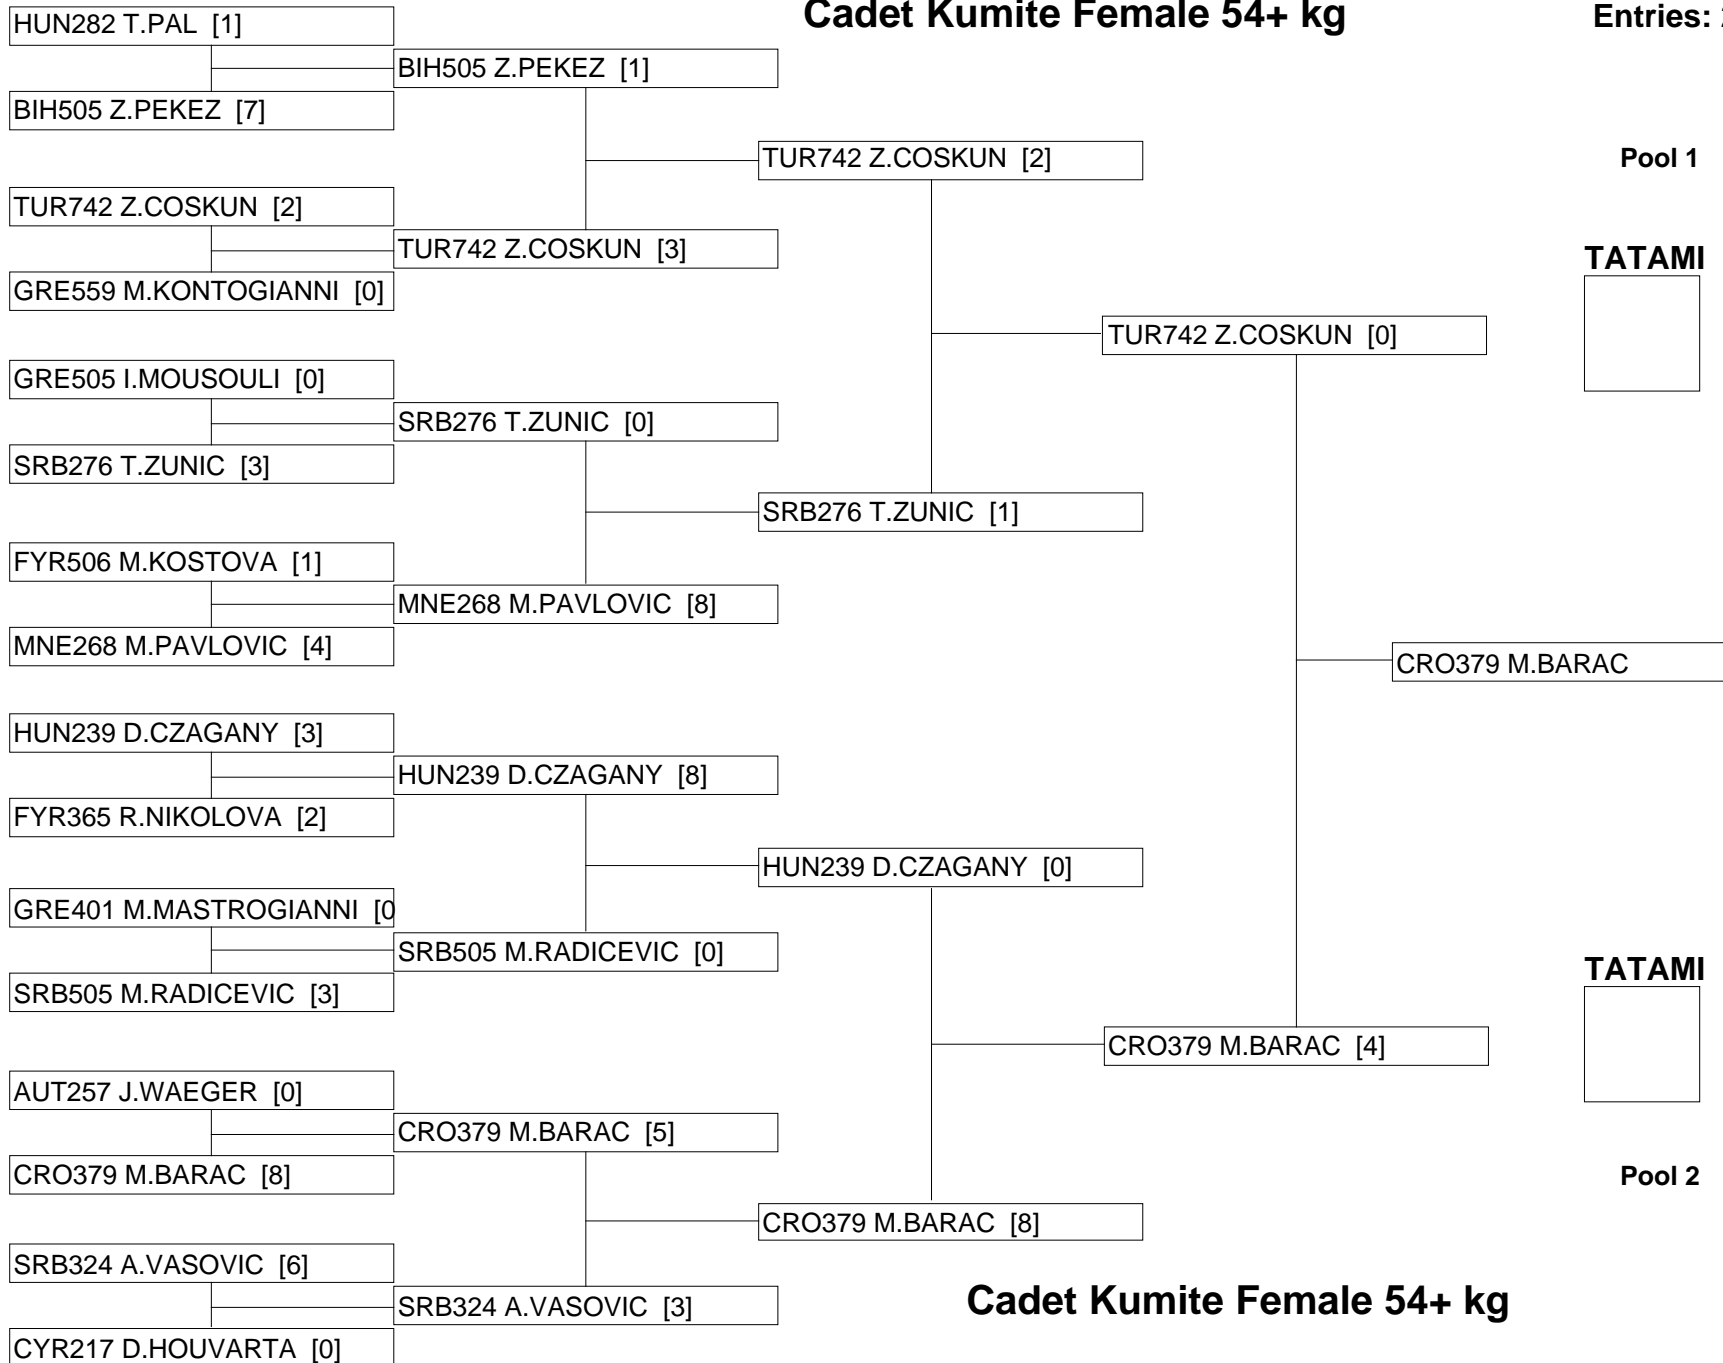 Cadet Kumite Female 54+ kg
Entries:
HUN282 T.PAL [1]
BIH505 Z.PEKEZ [1]
BIH505 Z.PEKEZ [7]
TUR742 Z.COSKUN [2]
Pool 1
TUR742 Z.COSKUN [2]
TUR742 Z.COSKUN [3]
TATAMI
GRE559 M.KONTOGIANNI [0]
TUR742 Z.COSKUN [0]
GRE505 I.MOUSOULI [0]
SRB276 T.ZUNIC [0]
SRB276 T.ZUNIC [3]
SRB276 T.ZUNIC [1]
FYR506 M.KOSTOVA [1]
MNE268 M.PAVLOVIC [8]
MNE268 M.PAVLOVIC [4]
CRO379 M.BARAC
HUN239 D.CZAGANY [3]
HUN239 D.CZAGANY [8]
FYR365 R.NIKOLOVA [2]
HUN239 D.CZAGANY [0]
GRE401 M.MASTROGIANNI [0
SRB505 M.RADICEVIC [0]
TATAMI
SRB505 M.RADICEVIC [3]
CRO379 M.BARAC [4]
AUT257 J.WAEGER [0]
CRO379 M.BARAC [5]
CRO379 M.BARAC [8]
Pool 2
CRO379 M.BARAC [8]
SRB324 A.VASOVIC [6]
SRB324 A.VASOVIC [3]
Cadet Kumite Female 54+ kg
CYR217 D.HOUVARTA [0]